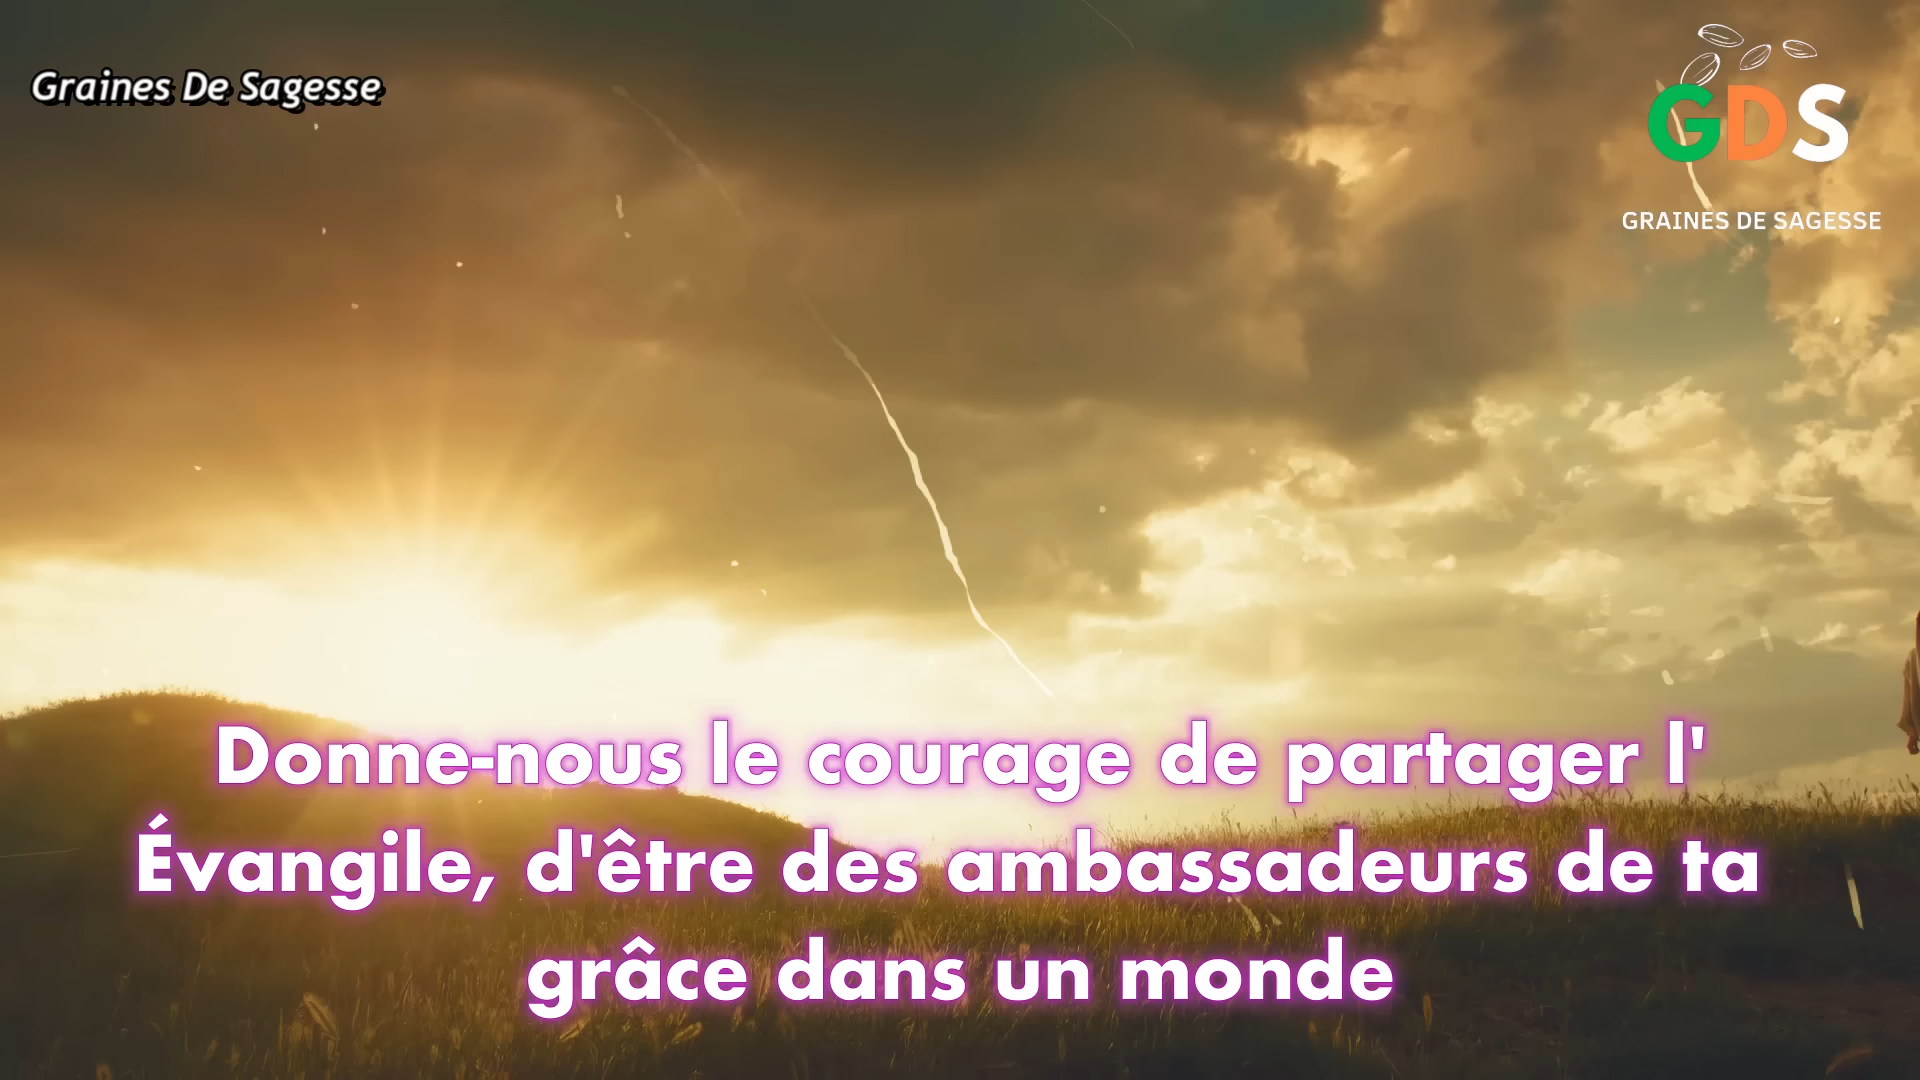 Graines De Sagesse
GDS
GRAINES DE SAGESSE
Donne-nous le courage de partager l'
Évangile, d'être des ambassadeurs de ta
grâce dans un monde